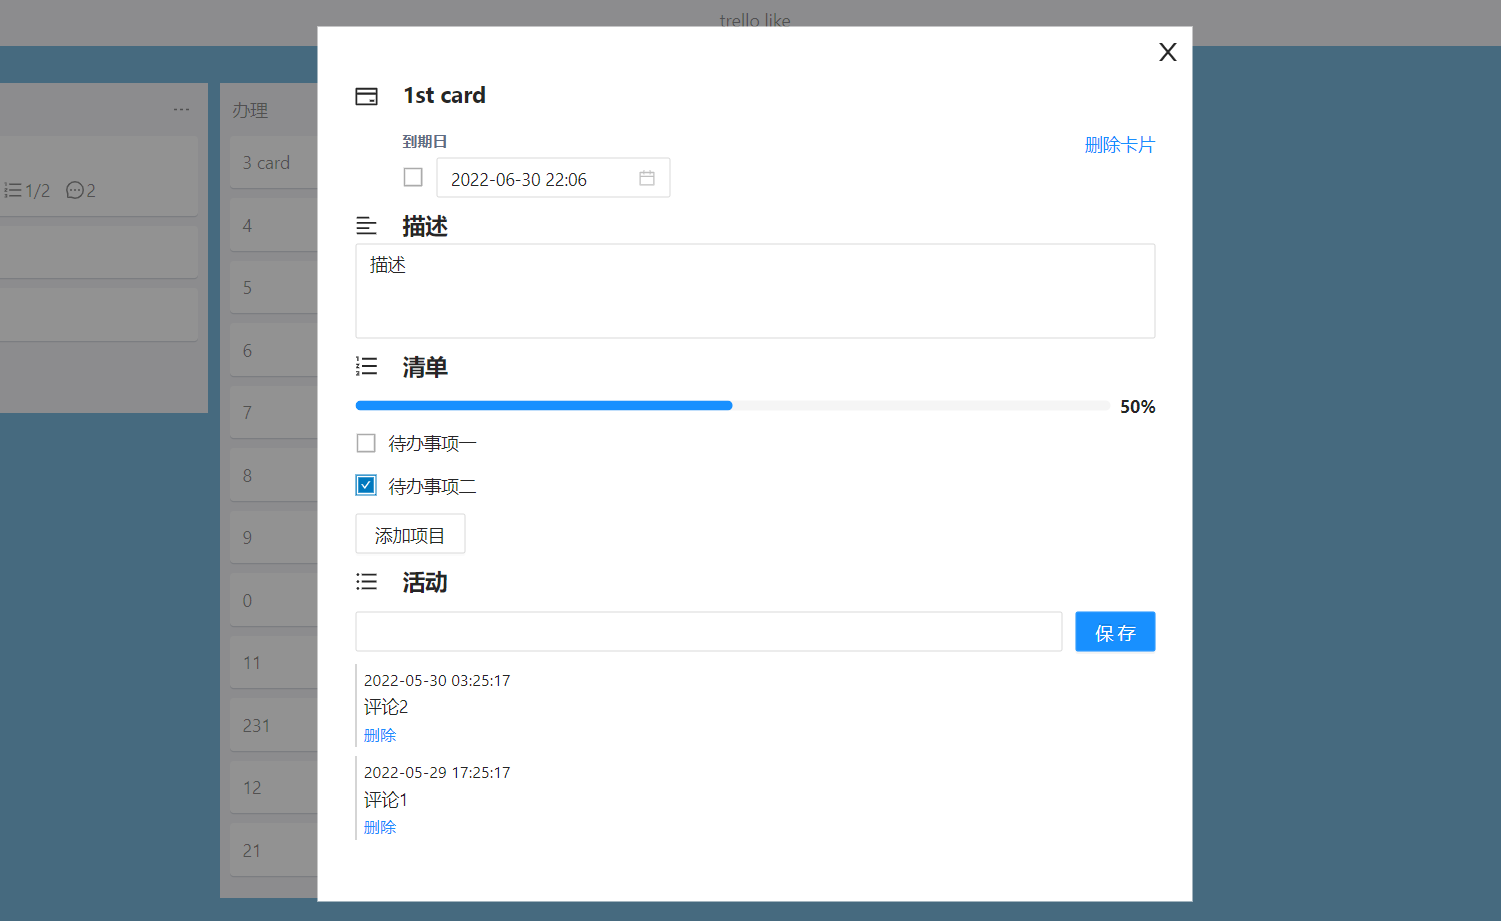 trello like
...
1/2 2
办理
3 card
4
5
6
7
8
9
0
11
231
12
21
X
1st card
到期日
删除卡片
2022-06-30 22:06
描述
描述
清单
50%
待办事项一
待办事项二
添加项目
活动
保存
2022-05-30 03:25:17
评论2
删除
2022-05-29 17:25:17
评论1
删除